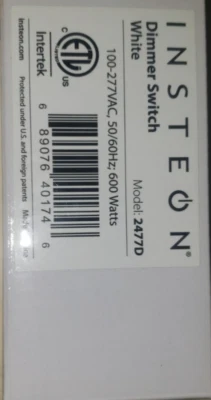 INSTEON®
Dimmer Switch
White
Model: 2477D
100-277VAC, 50/60Hz; 600 Watts
C ETL US
Intertek
6 89076 40174 6
insteon.com
Protected under U.S. and foreign patents